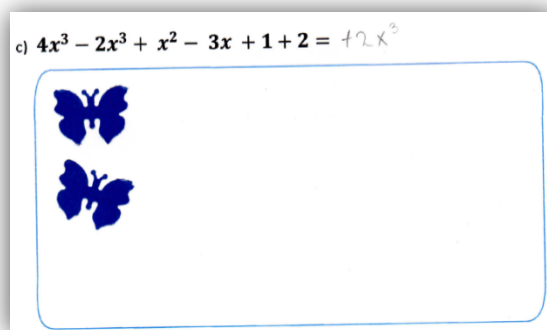 c) 4x³ – 2x³ + x² – 3x + 1 + 2 = +2x³